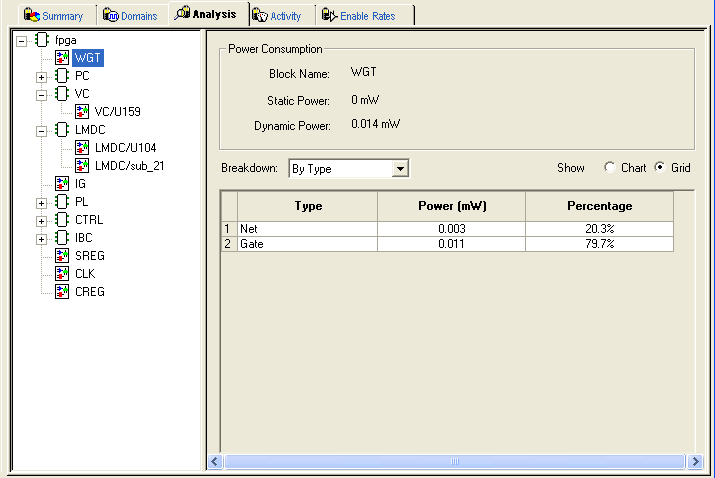 Summary Domains Analysis Activity Enable Rates
fpga
WGT
PC
VC
VC/U159
LMDC
LMDC/U104
LMDC/sub_21
IG
PL
CTRL
IBC
SREG
CLK
CREG
Power Consumption
Block Name: WGT
Static Power: 0 mW
Dynamic Power: 0.014 mW
Breakdown: By Type Show Chart Grid
Type Power (mW) Percentage
1 Net 0.003 20.3%
2 Gate 0.011 79.7%